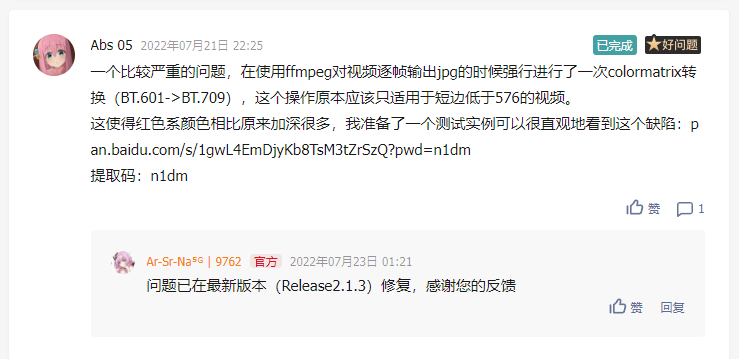 Abs 05 2022年07月21日 22:25 已完成 好问题
一个比较严重的问题，在使用ffmpeg对视频逐帧输出jpg的时候强行进行了一次colormatrix转
换（BT.601->BT.709），这个操作原本应该只适用于短边低于576的视频。
这使得红色系颜色相比原来加深很多，我准备了一个测试实例可以很直观地看到这个缺陷：p
an.baidu.com/s/1gwL4EmDjyKb8TsM3tZrSzQ?pwd=n1dm
提取码：n1dm
赞 1
Ar-Sr-Na⁵ᴳ | 9762 官方 2022年07月23日 01:21
问题已在最新版本（Release2.1.3）修复，感谢您的反馈
赞 回复